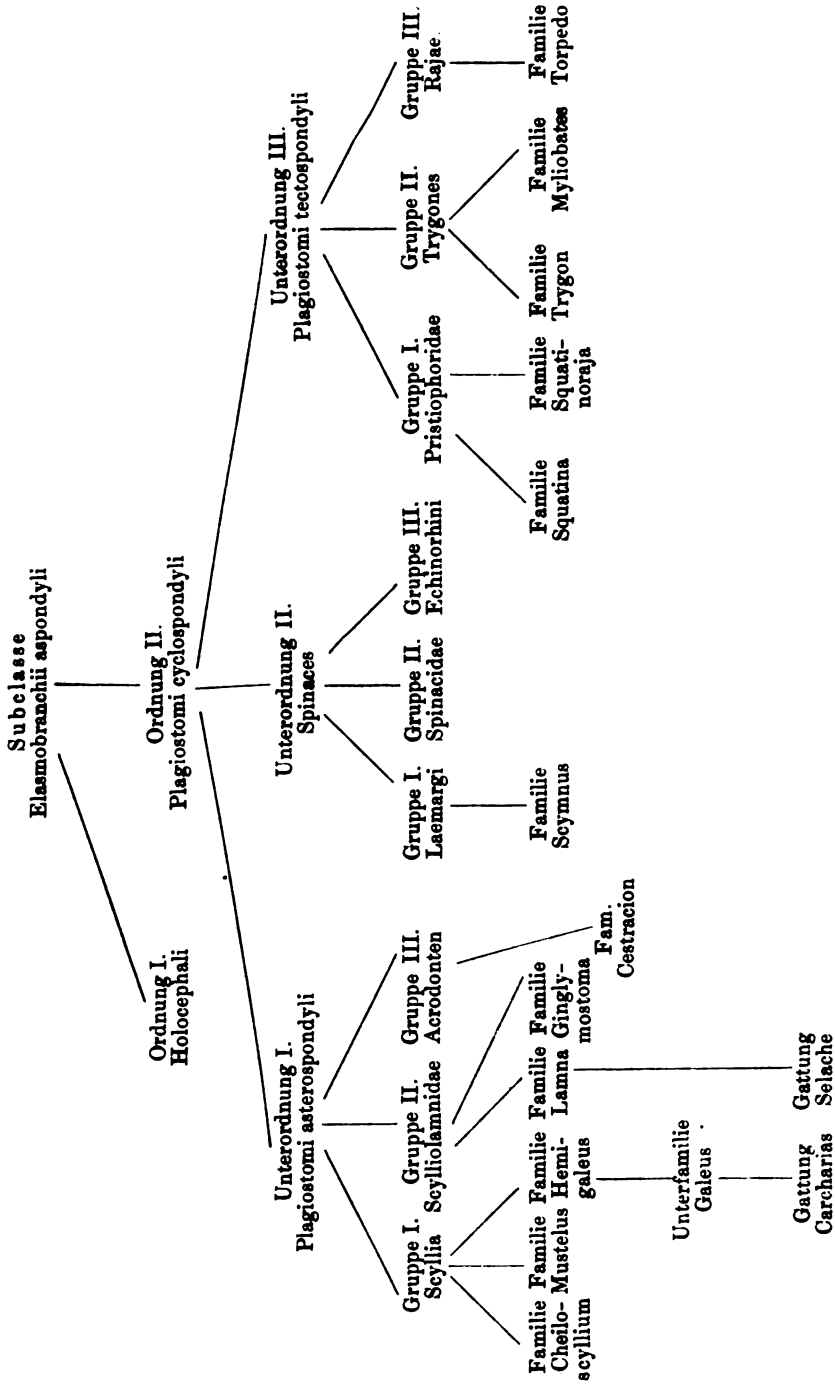 Subclasse
Elasmobranchii aspondyli
Ordnung I.
Holocephali
Ordnung II.
Plagiostomi cyclospondyli
Unterordnung I.
Plagiostomi asterospondyli
Unterordnung II.
Spinaces
Unterordnung III.
Plagiostomi tectospondyli
Gruppe I.
Scyllia
Gruppe II.
Scylliolamnidae
Gruppe III.
Acrodonten
Gruppe I.
Laemargi
Gruppe II.
Spinacidae
Gruppe III.
Echinorhini
Gruppe I.
Pristiophoridae
Gruppe II.
Trygones
Gruppe III.
Rajae
Familie
Cheilo-
scyllium
Familie
Mustelus
Familie
Hemi-
galeus
Familie
Lamna
Familie
Gingly-
mostoma
Fam.
Cestracion
Familie
Scymnus
Familie
Squatina
Familie
Squati-
noraja
Familie
Trygon
Familie
Myliobates
Familie
Torpedo
Unterfamilie
Galeus
Gattung
Carcharias
Gattung
Selache